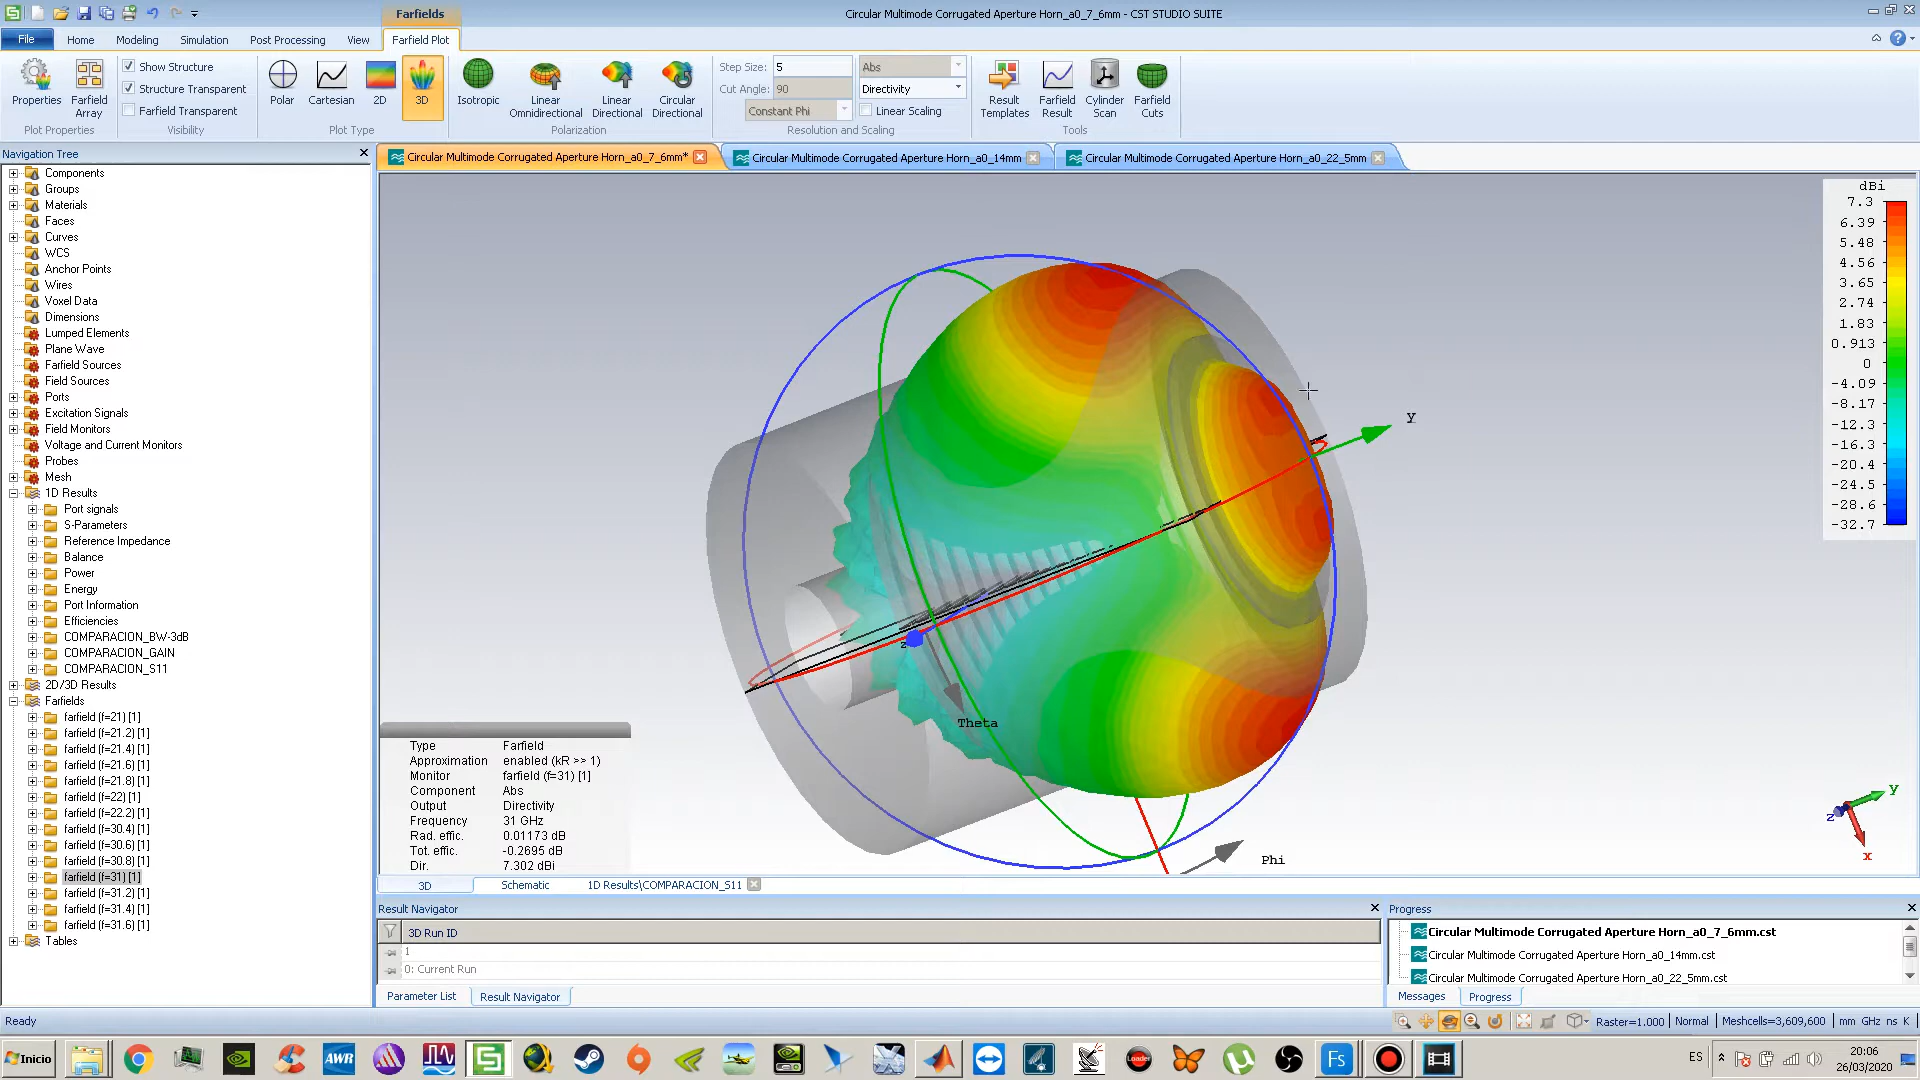 Farfields
Circular Multimode Corrugated Aperture Horn_a0_7_6mm - CST STUDIO SUITE
File
Home
Modeling
Simulation
Post Processing
View
Farfield Plot
Properties
Farfield Array
Plot Properties
Show Structure
Structure Transparent
Farfield Transparent
Visibility
Polar
Cartesian
2D
3D
Plot Type
Isotropic
Linear Omnidirectional
Linear Directional
Circular Directional
Polarization
Step Size: 5
Cut Angle: 90
Constant Phi
Abs
Directivity
Linear Scaling
Resolution and Scaling
Result Templates
Farfield Result
Cylinder Scan
Farfield Cuts
Tools
Navigation Tree
Components
Groups
Materials
Faces
Curves
WCS
Anchor Points
Wires
Voxel Data
Dimensions
Lumped Elements
Plane Wave
Farfield Sources
Field Sources
Ports
Excitation Signals
Field Monitors
Voltage and Current Monitors
Probes
Mesh
1D Results
Port signals
S-Parameters
Reference Impedance
Balance
Power
Energy
Port Information
Efficiencies
COMPARACION_BW-3dB
COMPARACION_GAIN
COMPARACION_S11
2D/3D Results
Farfields
farfield (f=21) [1]
farfield (f=21.2) [1]
farfield (f=21.4) [1]
farfield (f=21.6) [1]
farfield (f=21.8) [1]
farfield (f=22) [1]
farfield (f=22.2) [1]
farfield (f=30.4) [1]
farfield (f=30.6) [1]
farfield (f=30.8) [1]
farfield (f=31) [1]
farfield (f=31.2) [1]
farfield (f=31.4) [1]
farfield (f=31.6) [1]
Tables
Circular Multimode Corrugated Aperture Horn_a0_7_6mm*
Circular Multimode Corrugated Aperture Horn_a0_14mm
Circular Multimode Corrugated Aperture Horn_a0_22_5mm
dBi
7.3
6.39
5.48
4.56
3.65
2.74
1.83
0.913
0
-4.09
-8.17
-12.3
-16.3
-20.4
-24.5
-28.6
-32.7
y
z
Theta
Phi
y
z
x
Type Farfield
Approximation enabled (kR >> 1)
Monitor farfield (f=31) [1]
Component Abs
Output Directivity
Frequency 31 GHz
Rad. effic. 0.01173 dB
Tot. effic. -0.2695 dB
Dir. 7.302 dBi
3D
Schematic
1D Results\COMPARACION_S11
Result Navigator
3D Run ID
1
0: Current Run
Parameter List
Result Navigator
Progress
Circular Multimode Corrugated Aperture Horn_a0_7_6mm.cst
Circular Multimode Corrugated Aperture Horn_a0_14mm.cst
Circular Multimode Corrugated Aperture Horn_a0_22_5mm.cst
Messages
Progress
Ready
Raster=1.000
Normal
Meshcells=3,609,600
mm GHz ns K
Inicio
AWR
Loader
Fs
ES
20:06
26/03/2020